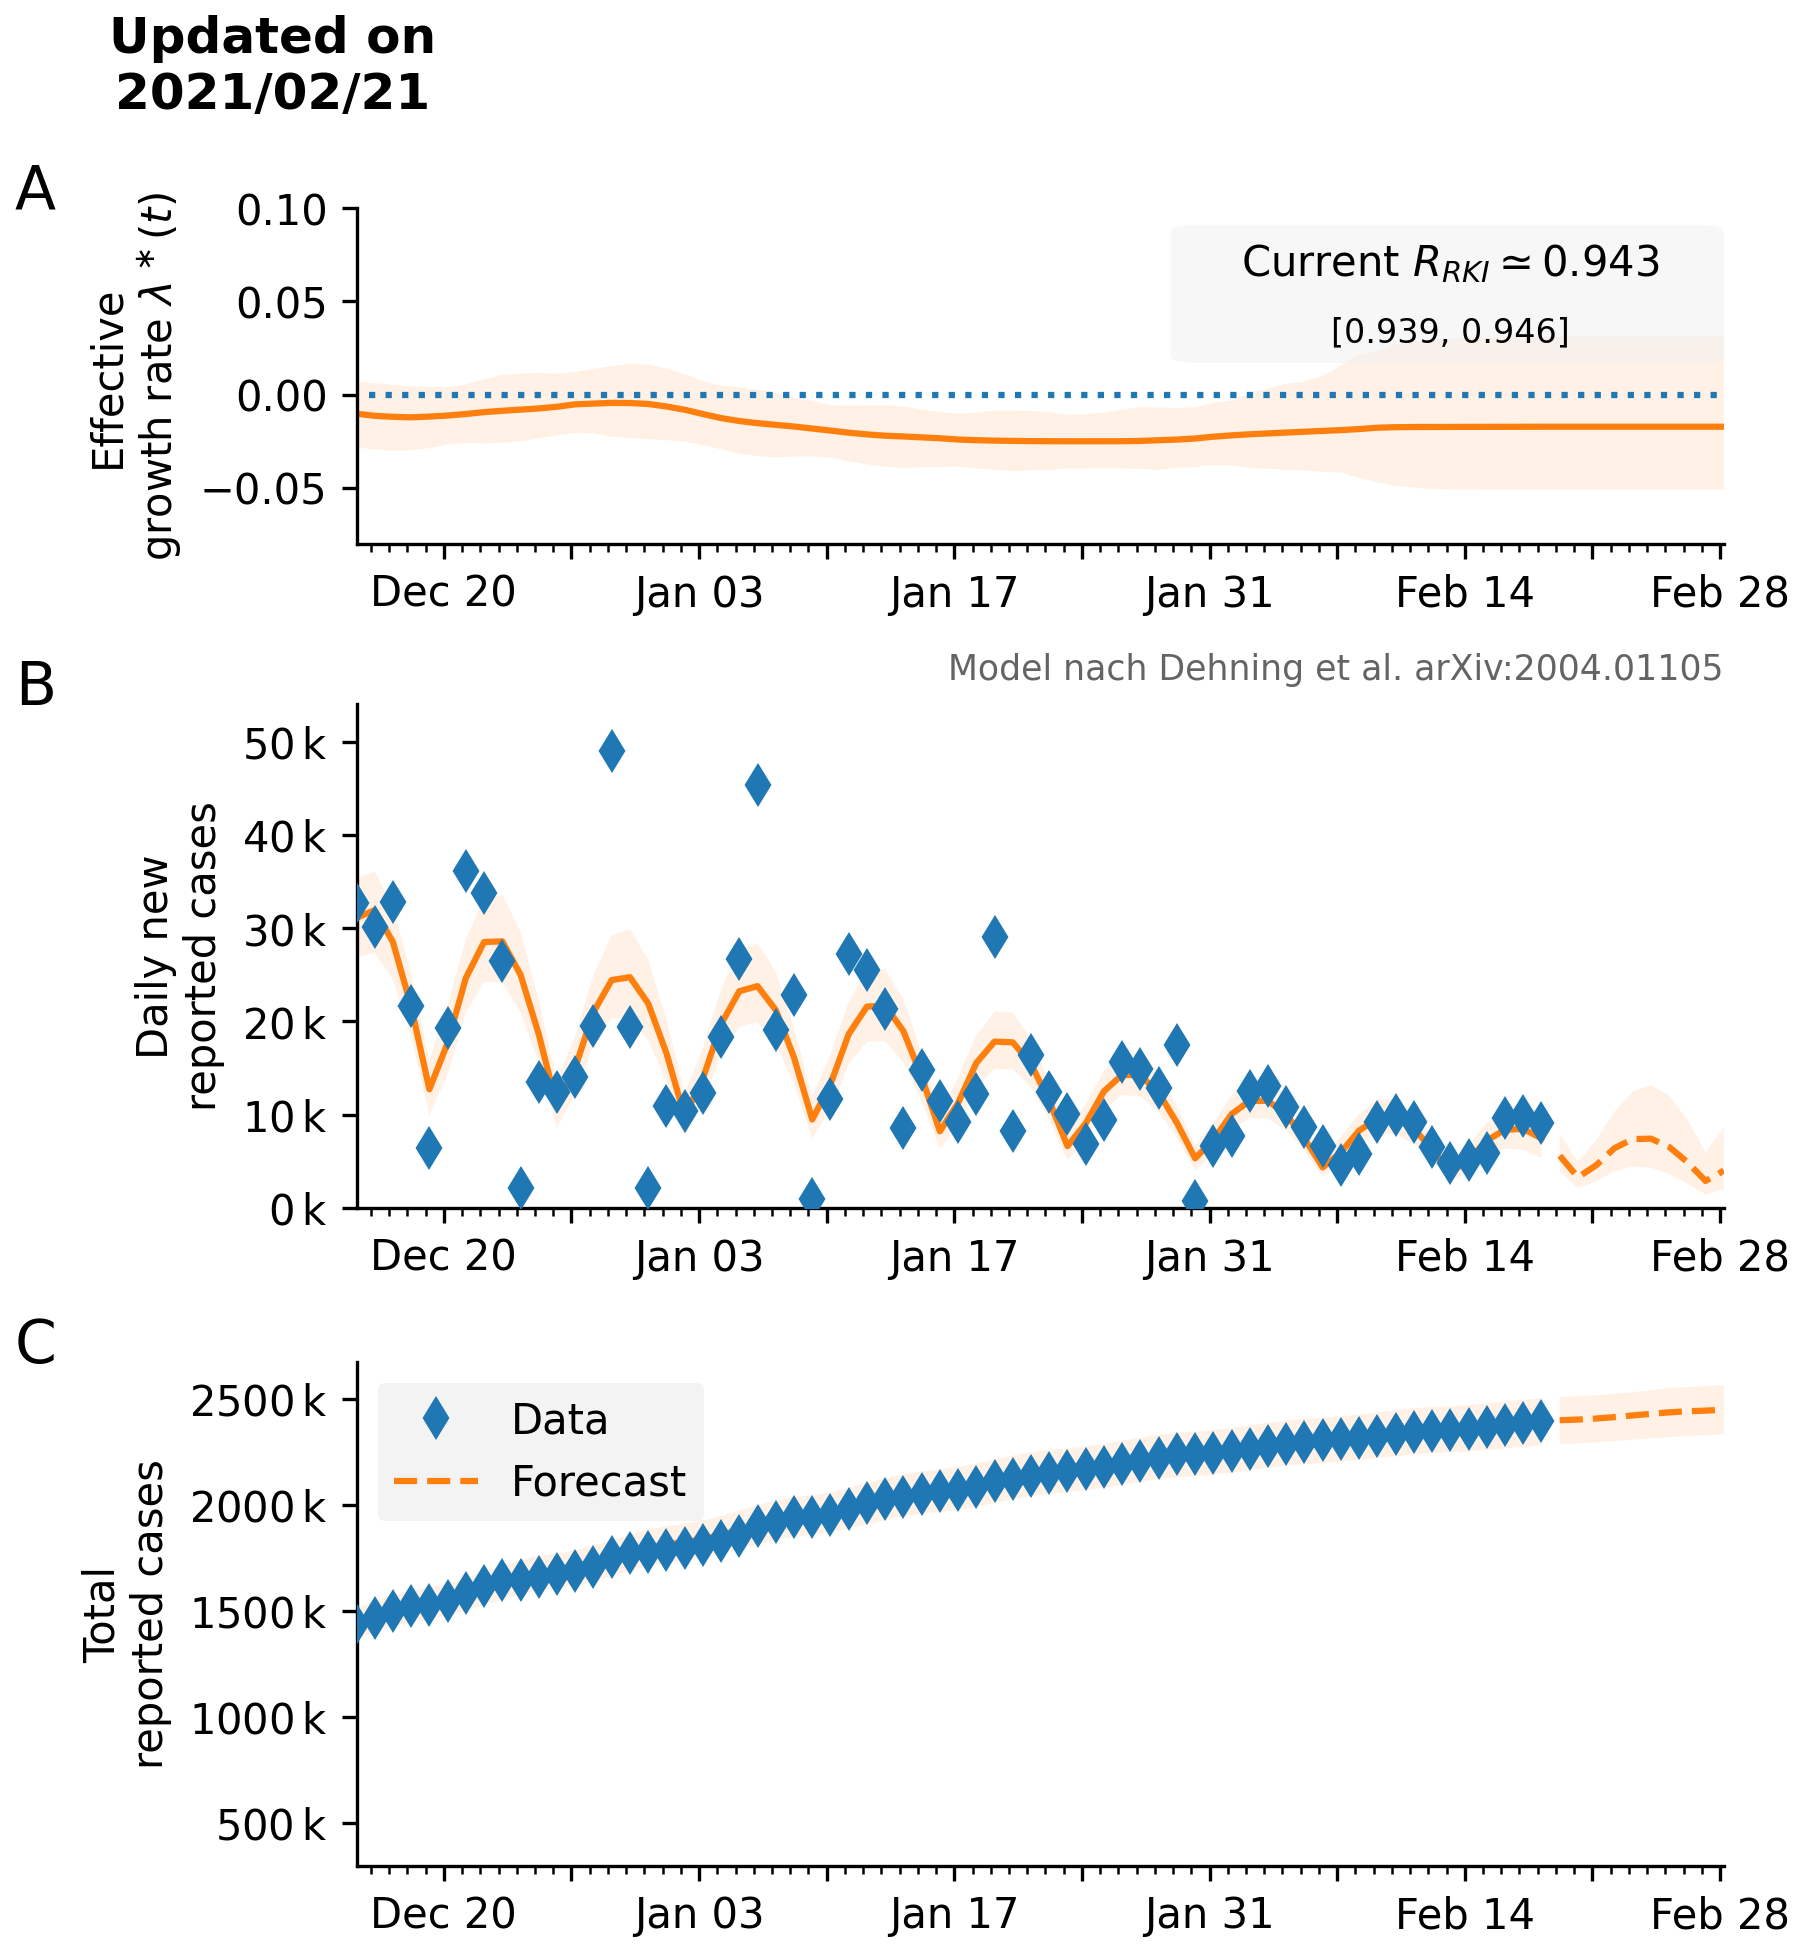 Updated on
2021/02/21
A
Effective
growth rate λ * (t)
0.10
0.05
0.00
−0.05
Current R_RKI ≃ 0.943
[0.939, 0.946]
Dec 20
Jan 03
Jan 17
Jan 31
Feb 14
Feb 28
B
Model nach Dehning et al. arXiv:2004.01105
Daily new
reported cases
50 k
40 k
30 k
20 k
10 k
0 k
Dec 20
Jan 03
Jan 17
Jan 31
Feb 14
Feb 28
C
Total
reported cases
2500 k
2000 k
1500 k
1000 k
500 k
Data
Forecast
Dec 20
Jan 03
Jan 17
Jan 31
Feb 14
Feb 28